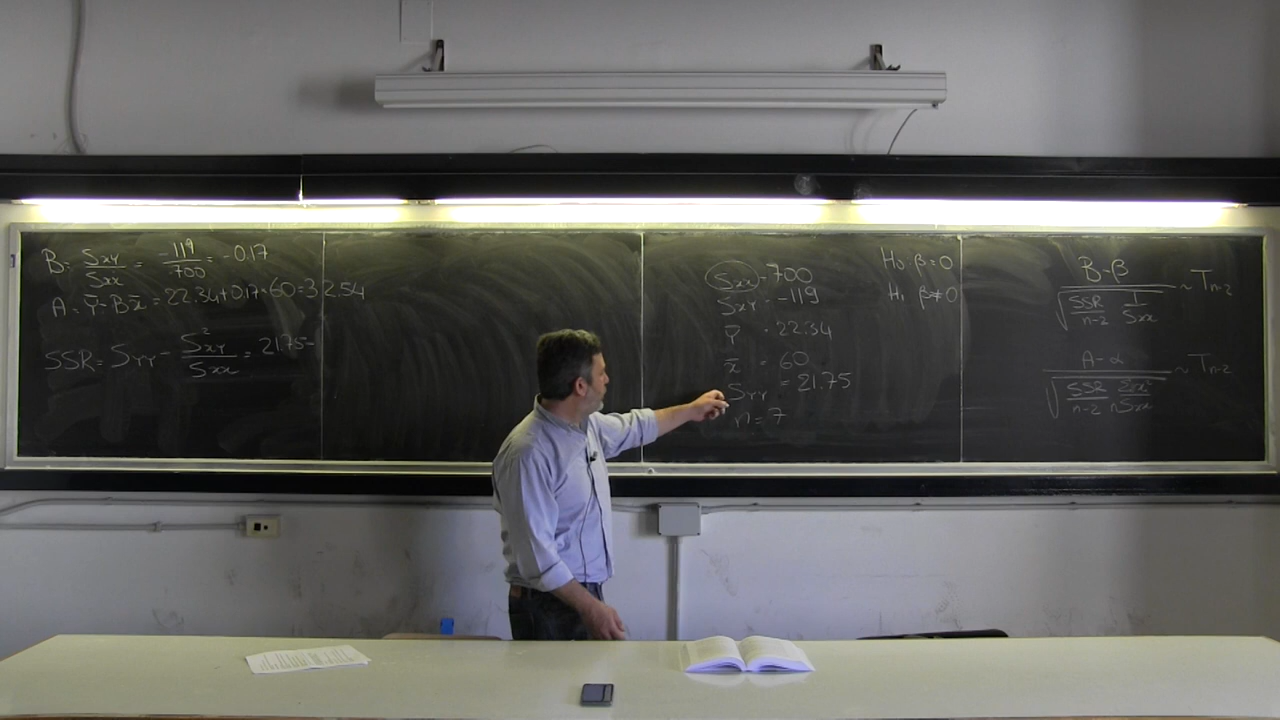 B = SxY/Sxx = -119/700 = -0.17
A = Ȳ - Bx̄ = 22.34 + 0.17·60 = 32.54
SSR = SYY - S²xY/Sxx = 21.75-
Sxx = 700
SxY = -119
Ȳ = 22.34
x̄ = 60
SYY = 21.75
n = 7
H₀ β = 0
H₁ β ≠ 0
B-β/√(SSR/n-2 1/Sxx) ~ Tn-2
A-α/√(SSR/n-2 Σx²/nSxx) ~ Tn-2